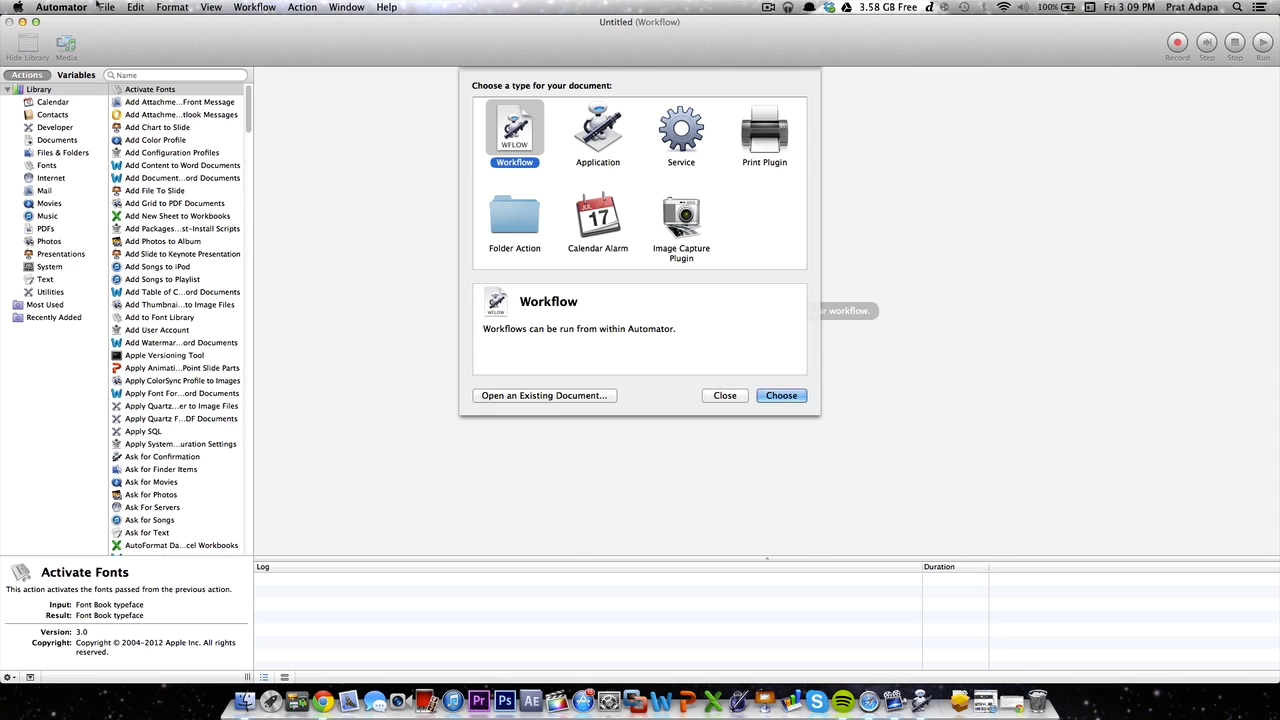 Automator File Edit Format View Workflow Action Window Help
3.58 GB Free
100%
Fri 3:09 PM Prat Adapa
Untitled (Workflow)
Hide Library Media
Record Step Stop Run
Actions Variables
Name
Library
Calendar
Contacts
Developer
Documents
Files & Folders
Fonts
Internet
Mail
Movies
Music
PDFs
Photos
Presentations
System
Text
Utilities
Most Used
Recently Added
Activate Fonts
Add Attachme...Front Message
Add Attachme...tlook Messages
Add Chart to Slide
Add Color Profile
Add Configuration Profiles
Add Content to Word Documents
Add Document...ord Documents
Add File To Slide
Add Grid to PDF Documents
Add New Sheet to Workbooks
Add Packages...st-Install Scripts
Add Photos to Album
Add Slide to Keynote Presentation
Add Songs to iPod
Add Songs to Playlist
Add Table of C...ord Documents
Add Thumbnai...to Image Files
Add to Font Library
Add User Account
Add Watermar...ord Documents
Apple Versioning Tool
Apply Animati...Point Slide Parts
Apply ColorSync Profile to Images
Apply Font For...ord Documents
Apply Quartz...er to Image Files
Apply Quartz F...DF Documents
Apply SQL
Apply System...uration Settings
Ask for Confirmation
Ask for Finder Items
Ask for Movies
Ask for Photos
Ask For Servers
Ask for Songs
Ask for Text
AutoFormat Da...cel Workbooks
Choose a type for your document:
WFLOW
Workflow Application Service Print Plugin
JUL
17
Folder Action Calendar Alarm Image Capture
Plugin
WFLOW
Workflow
Workflows can be run from within Automator.
ur workflow.
Open an Existing Document... Close Choose
Log Duration
Activate Fonts
This action activates the fonts passed from the previous action.
Input: Font Book typeface
Result: Font Book typeface
Version: 3.0
Copyright: Copyright © 2004-2012 Apple Inc. All rights
reserved.
Pr Ps AE